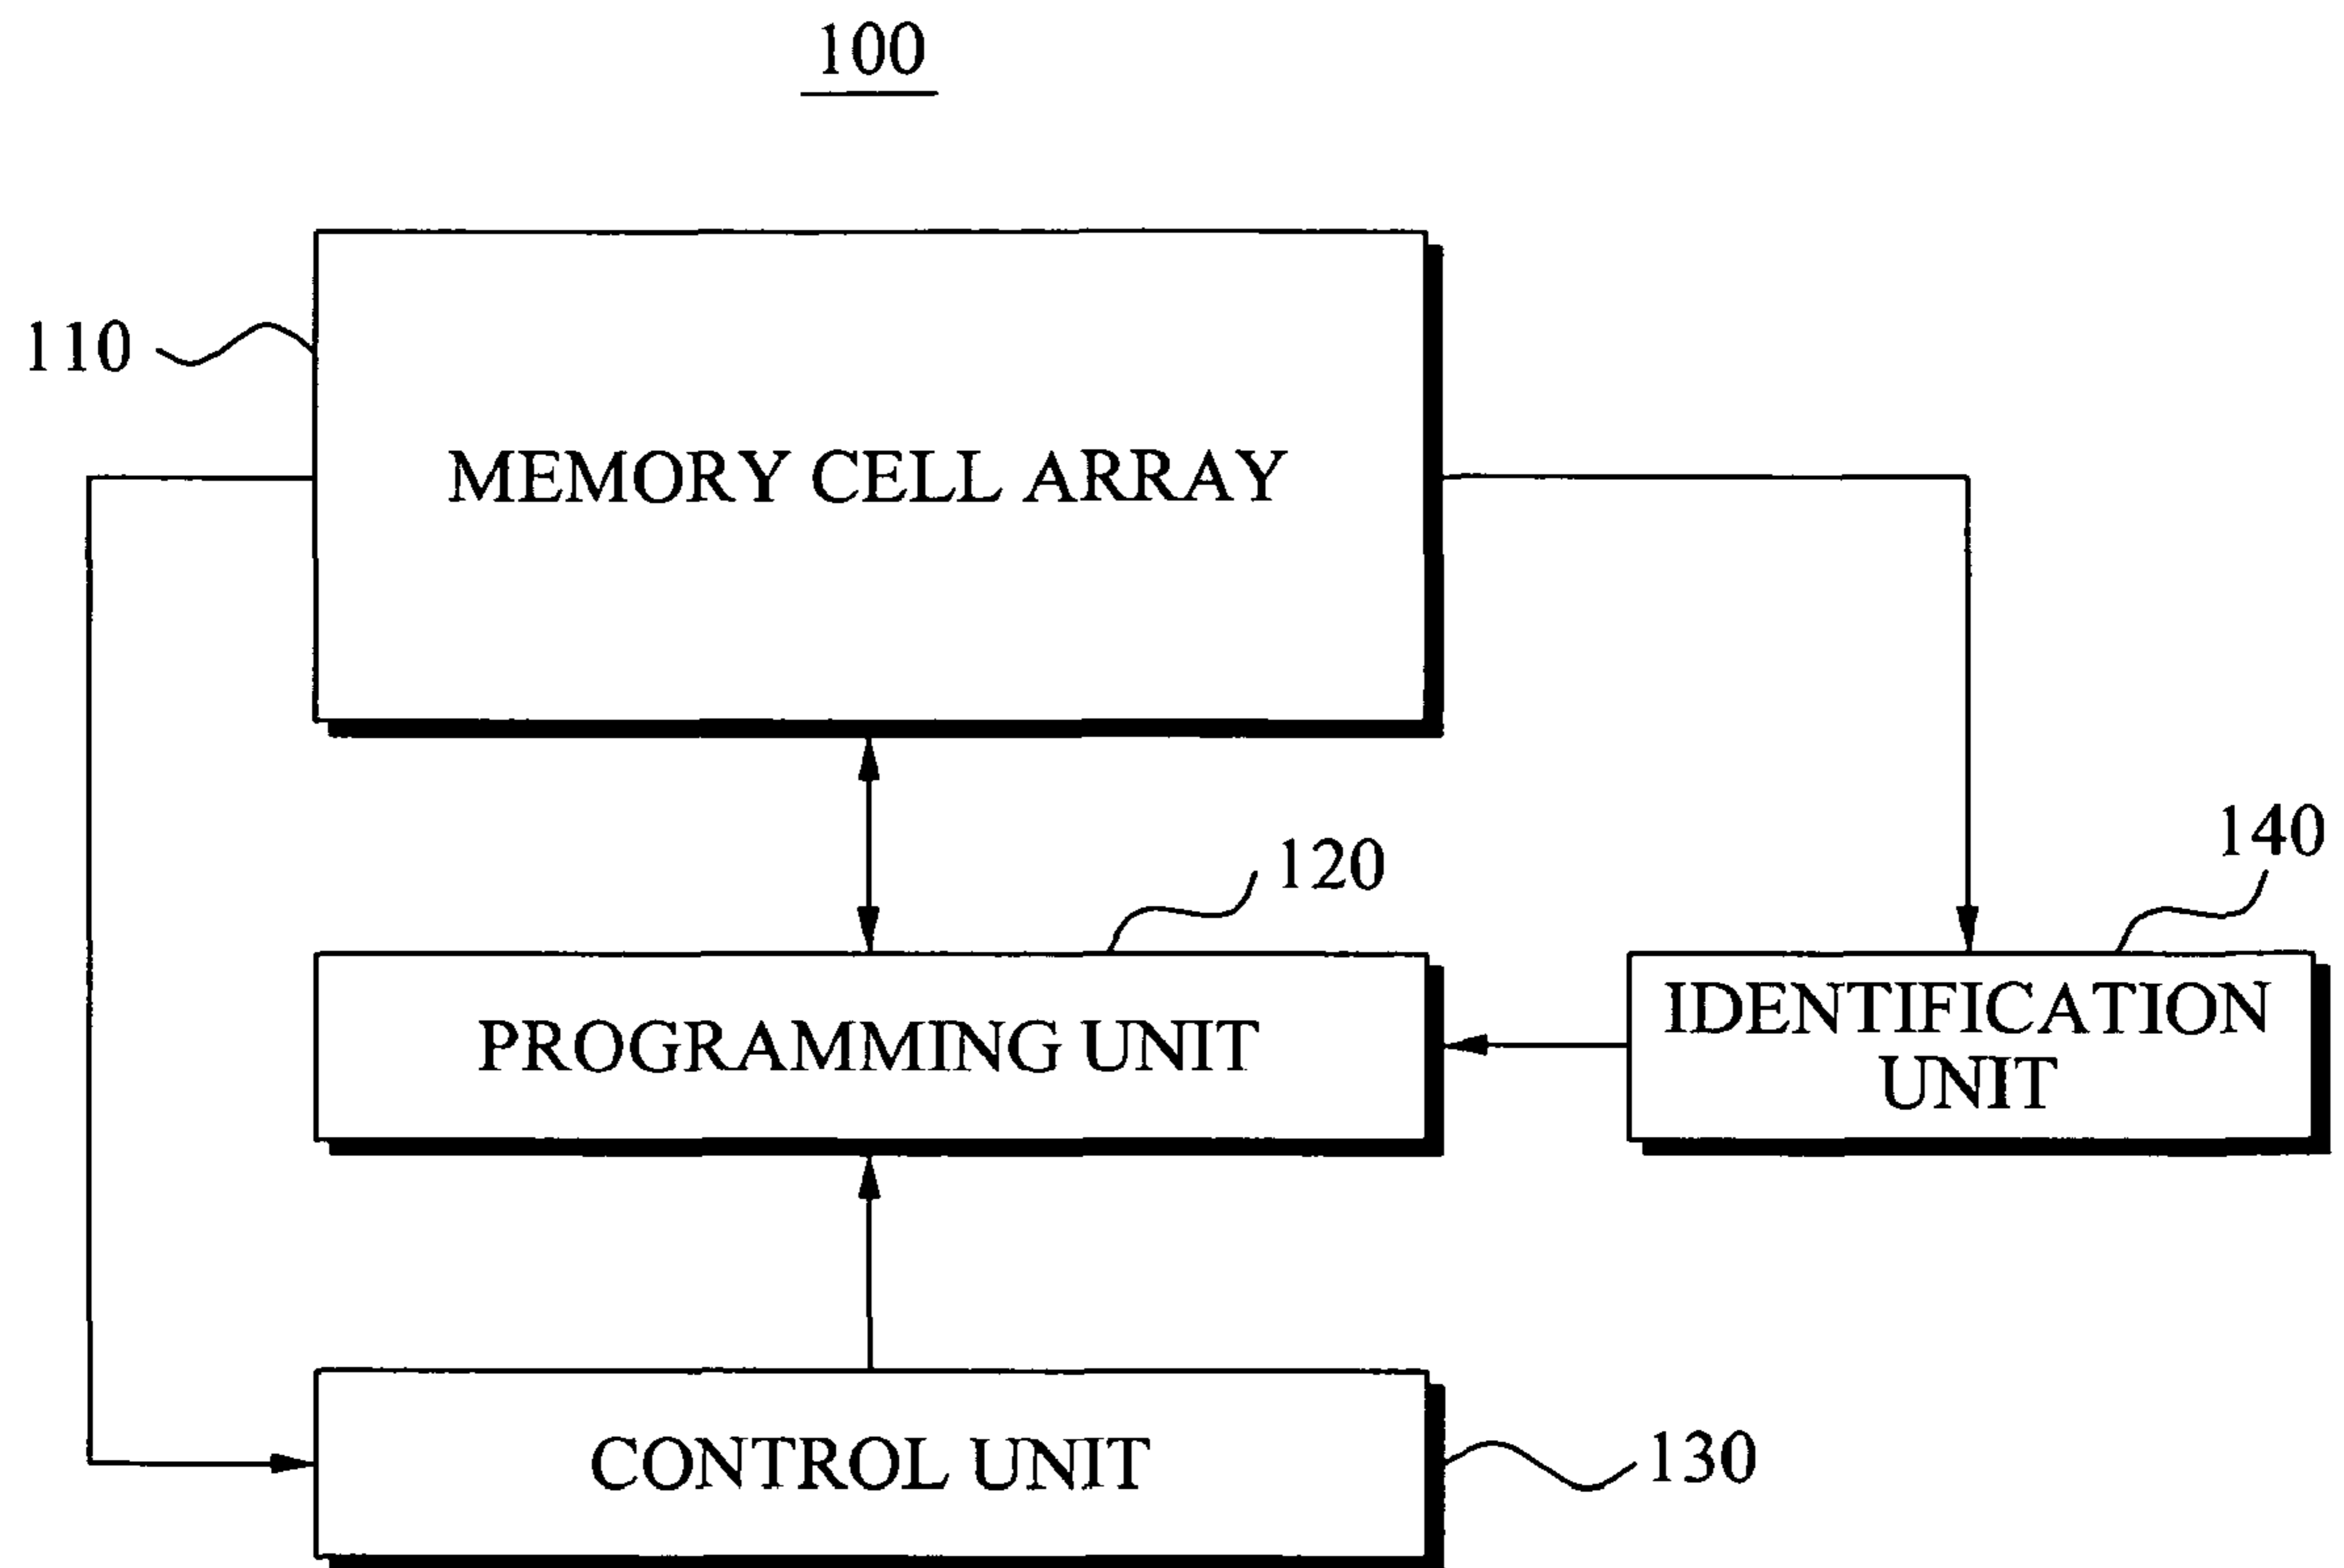 100
110
MEMORY CELL ARRAY
120
140
PROGRAMMING UNIT
IDENTIFICATION
UNIT
CONTROL UNIT
130